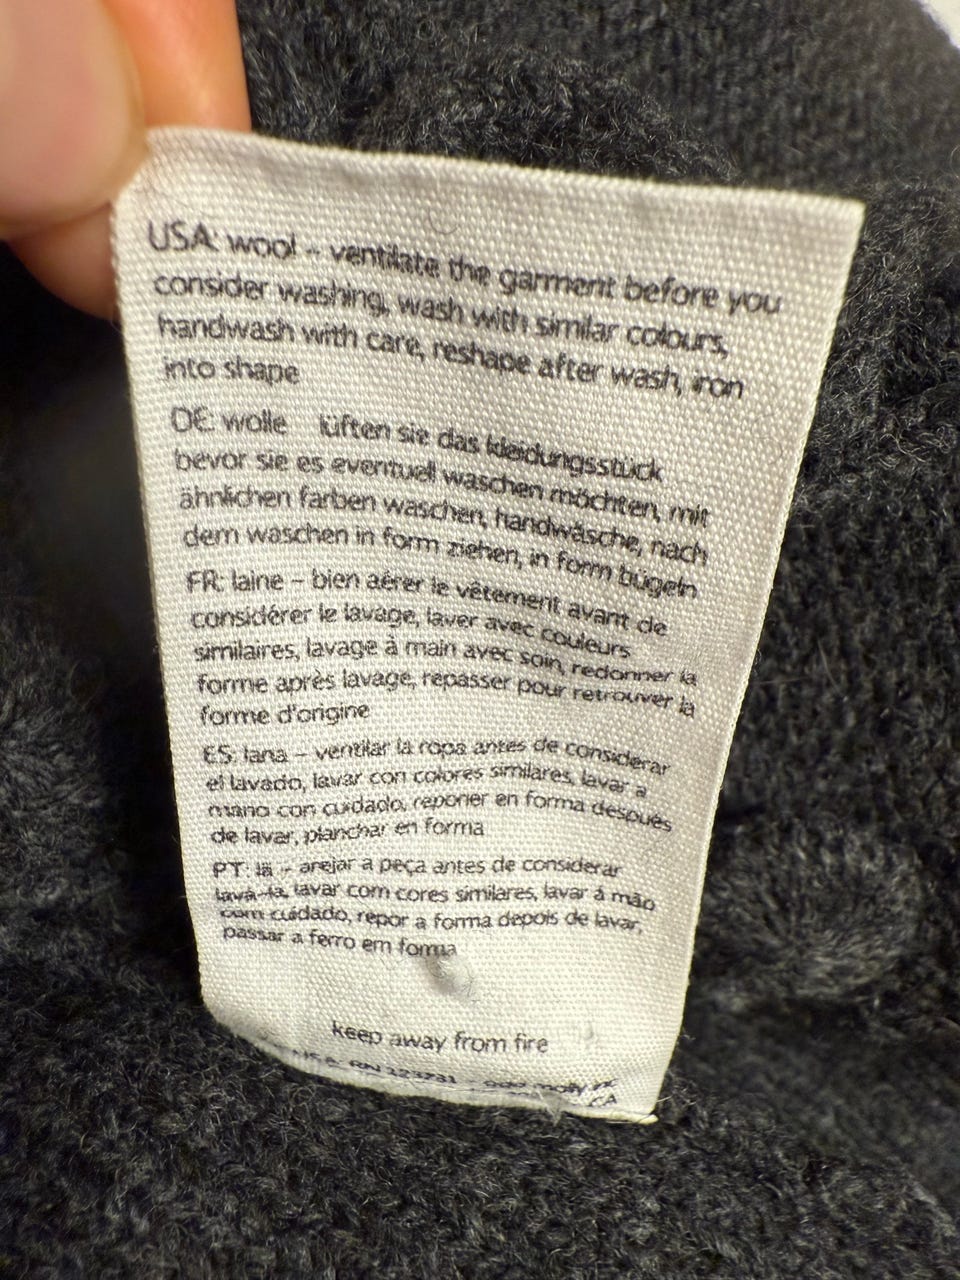 USA: wool – ventilate the garment before you
consider washing, wash with similar colours,
handwash with care, reshape after wash, iron
into shape
DE: wolle lüften sie das kleidungsstück
bevor sie es eventuell waschen möchten, mit
ähnlichen farben waschen, handwäsche, nach
dem waschen in form ziehen, in form bügeln
FR: laine – bien aérer le vêtement avant de
considérer le lavage, laver avec couleurs
similaires, lavage à main avec soin, redonner la
forme après lavage, repasser pour retrouver la
forme d'origine
ES: lana – ventilar la ropa antes de considerar
el lavado, lavar con colores similares, lavar a
mano con cuidado, reponer en forma después
de lavar, planchar en forma
PT: lã – arejar a peça antes de considerar
lavá-la, lavar com cores similares, lavar à mão
com cuidado, repor a forma depois de lavar,
passar a ferro em forma
keep away from fire
USA: RN 123731 odd molly
CA